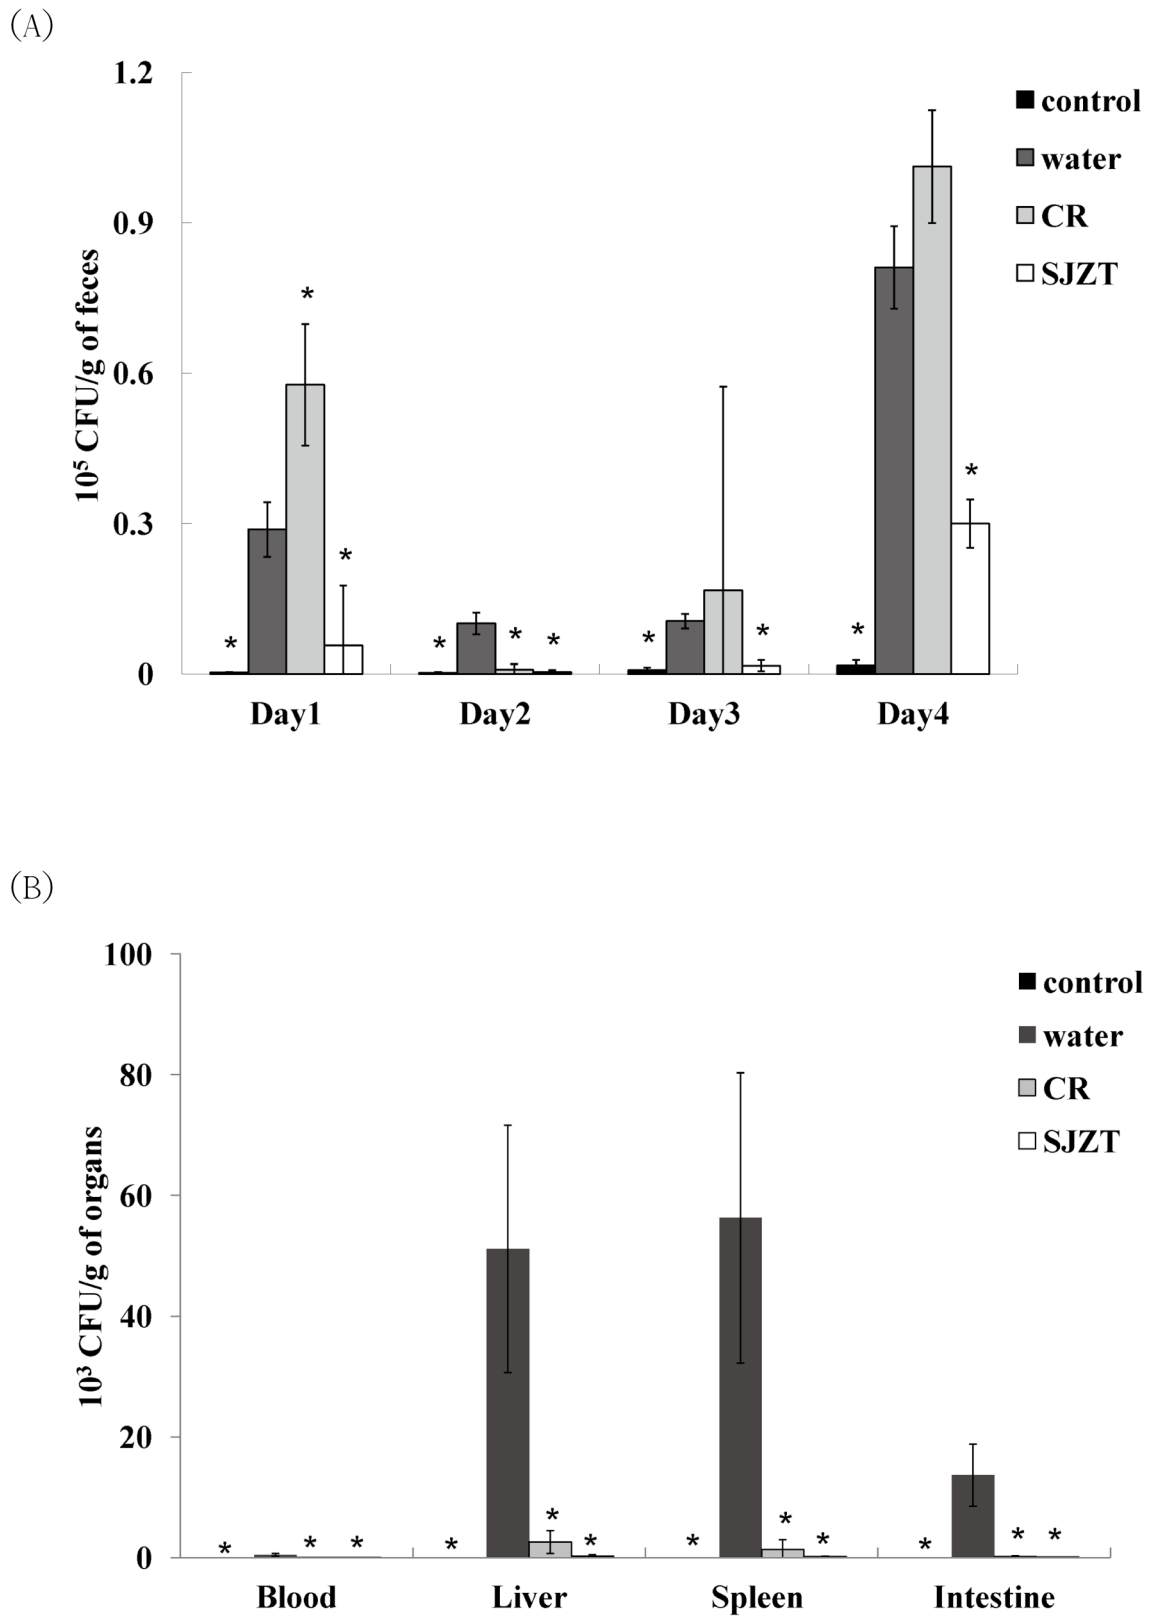 (A)
1.2
0.9
0.6
0.3
0
10⁵ CFU/g of feces
control
water
CR
SJZT
*
*
*
*
*
*
*
*
*
*
Day1
Day2
Day3
Day4
(B)
100
80
60
40
20
0
10³ CFU/g of organs
control
water
CR
SJZT
*
*
*
*
*
*
*
*
*
*
*
*
Blood
Liver
Spleen
Intestine